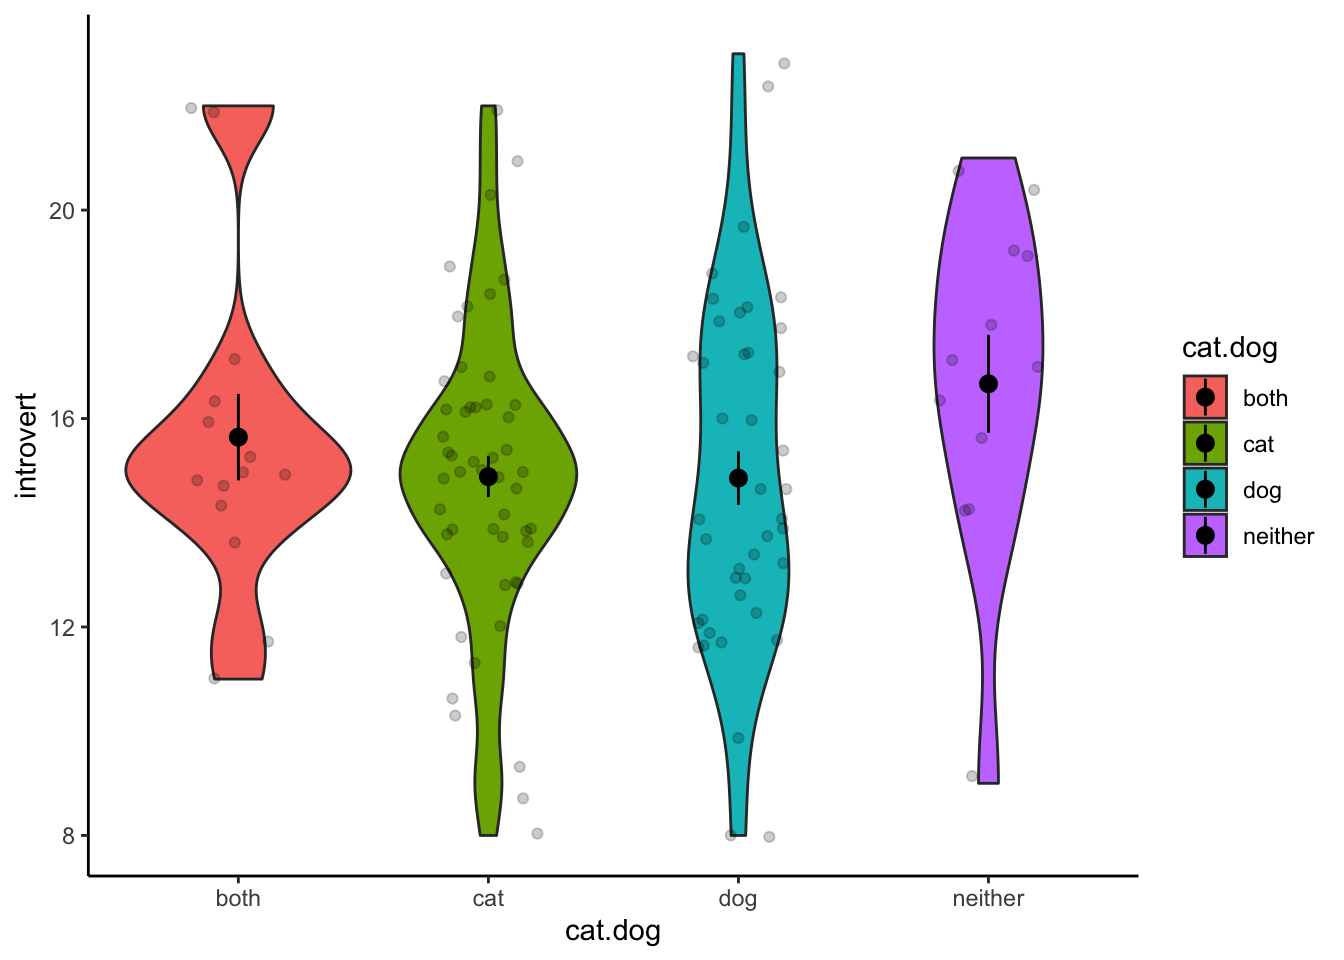 introvert
20
16
12
8
both
cat
dog
neither
cat.dog
cat.dog
both
cat
dog
neither